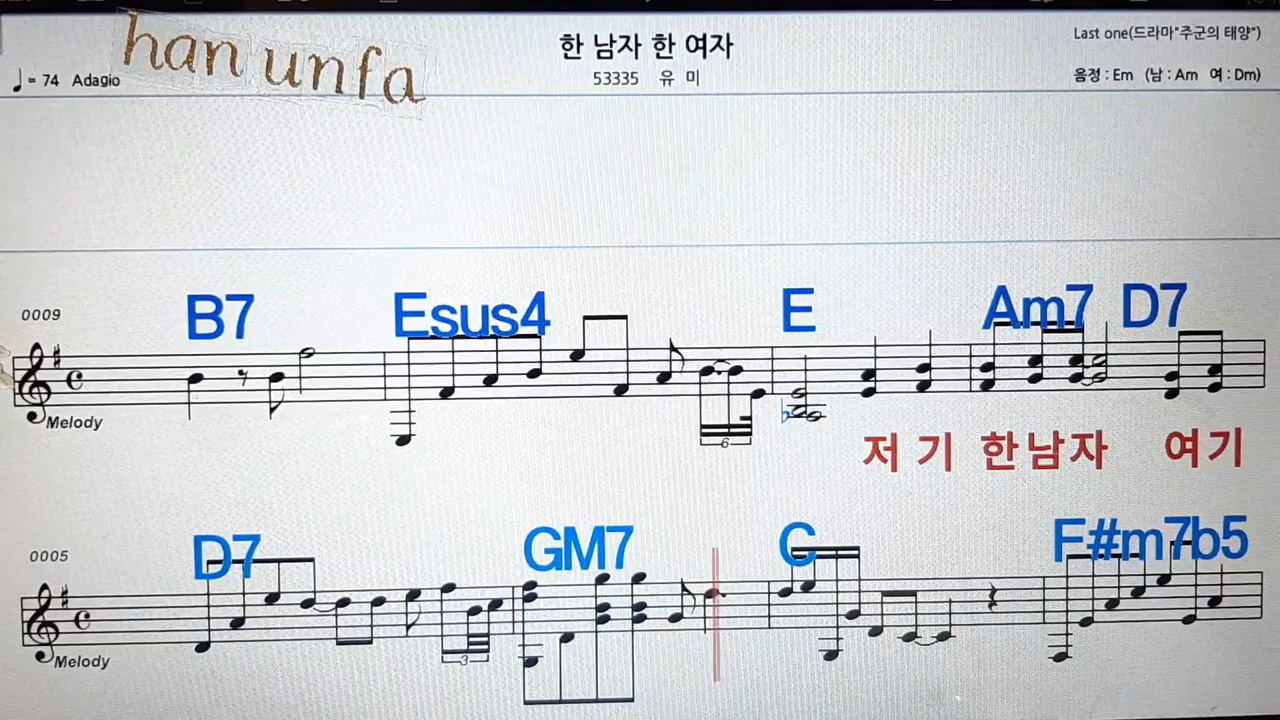 han unfa
♩= 74 Adagio
한 남자 한 여자
53335 유 미
Last one(드라마"주군의 태양")
음정 : Em (남 : Am 여 : Dm)
0009
B7 Esus4 E Am7 D7
Melody
6
저 기 한남자 여기
0005
D7 GM7 C F#m7b5
Melody
3